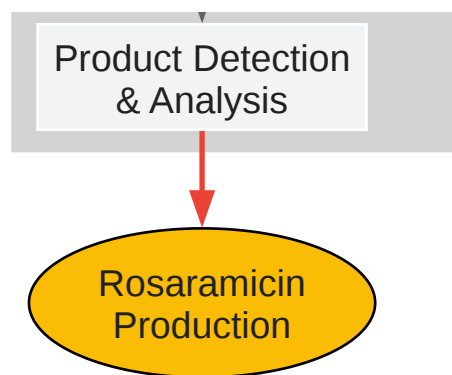 Product Detection
& Analysis
Rosaramicin
Production